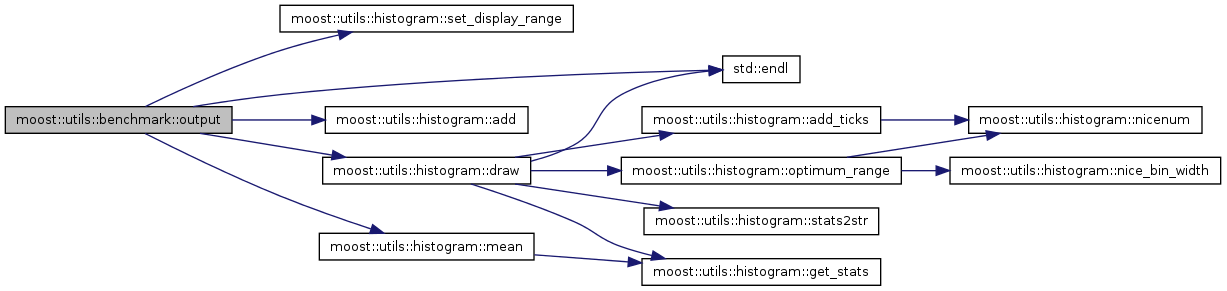 moost::utils::histogram::set_display_range
std::endl
moost::utils::benchmark::output
moost::utils::histogram::add
moost::utils::histogram::add_ticks
moost::utils::histogram::nicenum
moost::utils::histogram::draw
moost::utils::histogram::optimum_range
moost::utils::histogram::nice_bin_width
moost::utils::histogram::stats2str
moost::utils::histogram::mean
moost::utils::histogram::get_stats